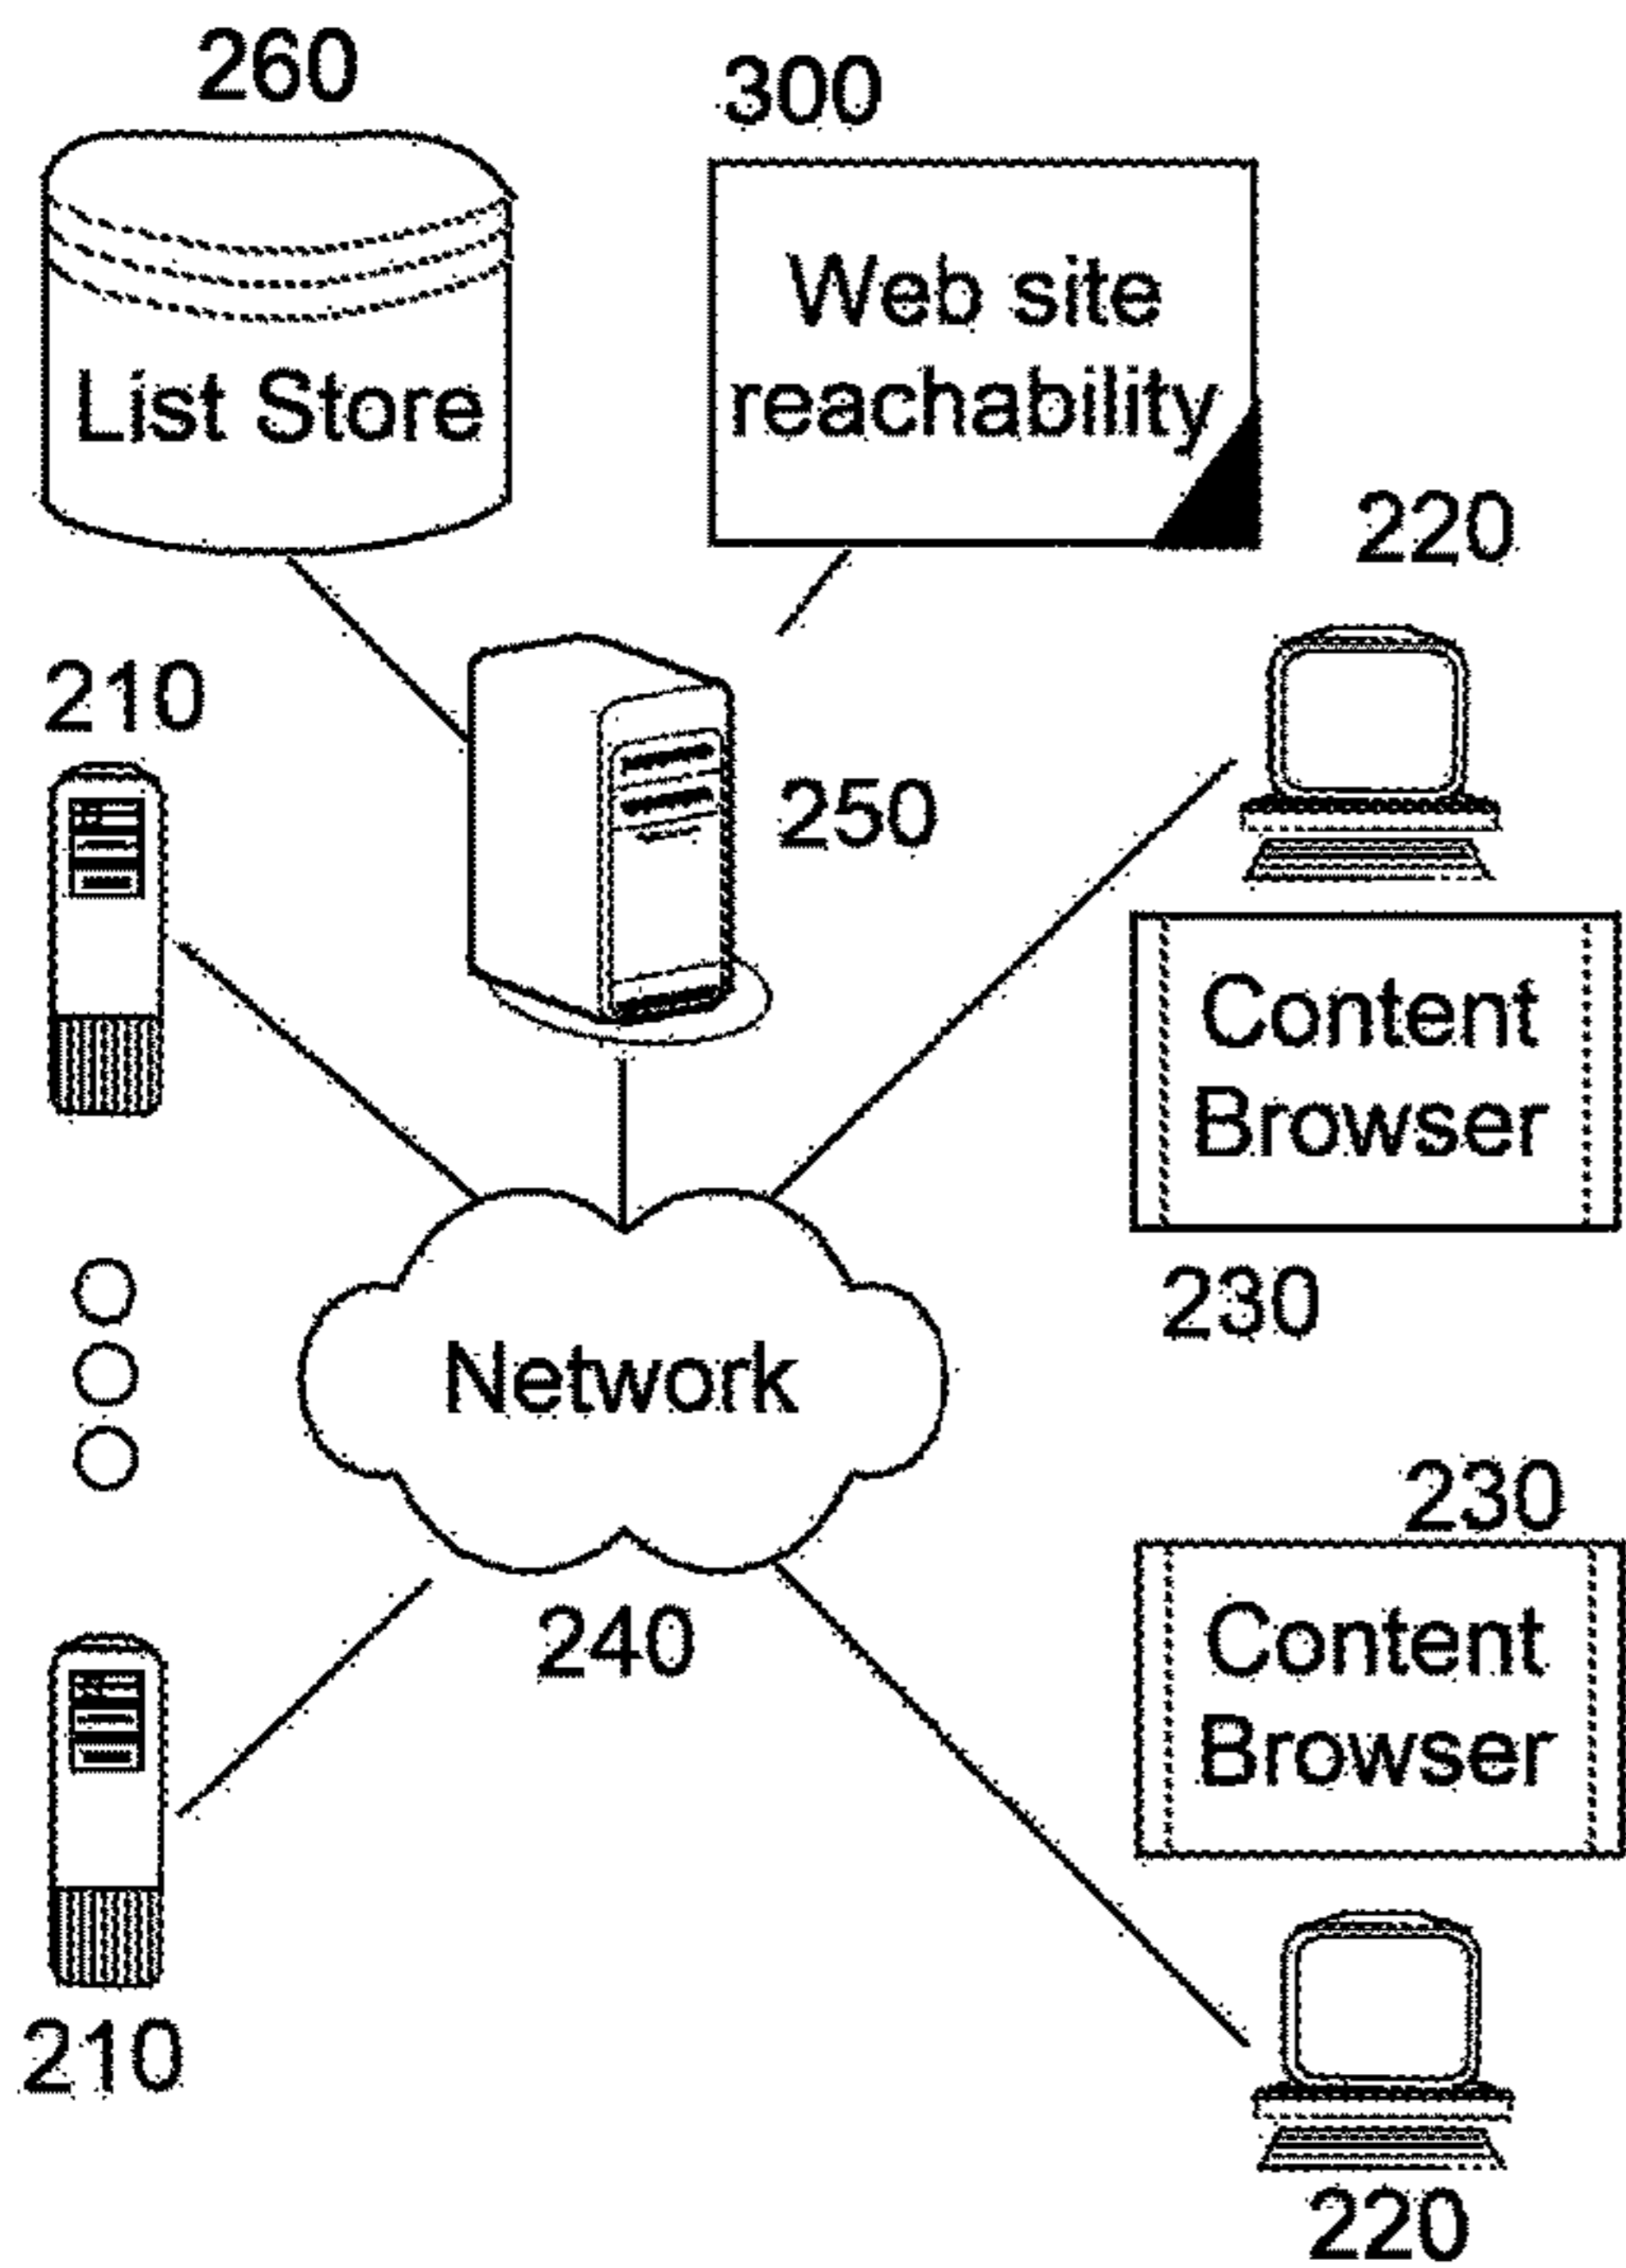 260
300
List Store
Web site
reachability
220
210
250
Content
Browser
230
Network
240
230
Content
Browser
210
220